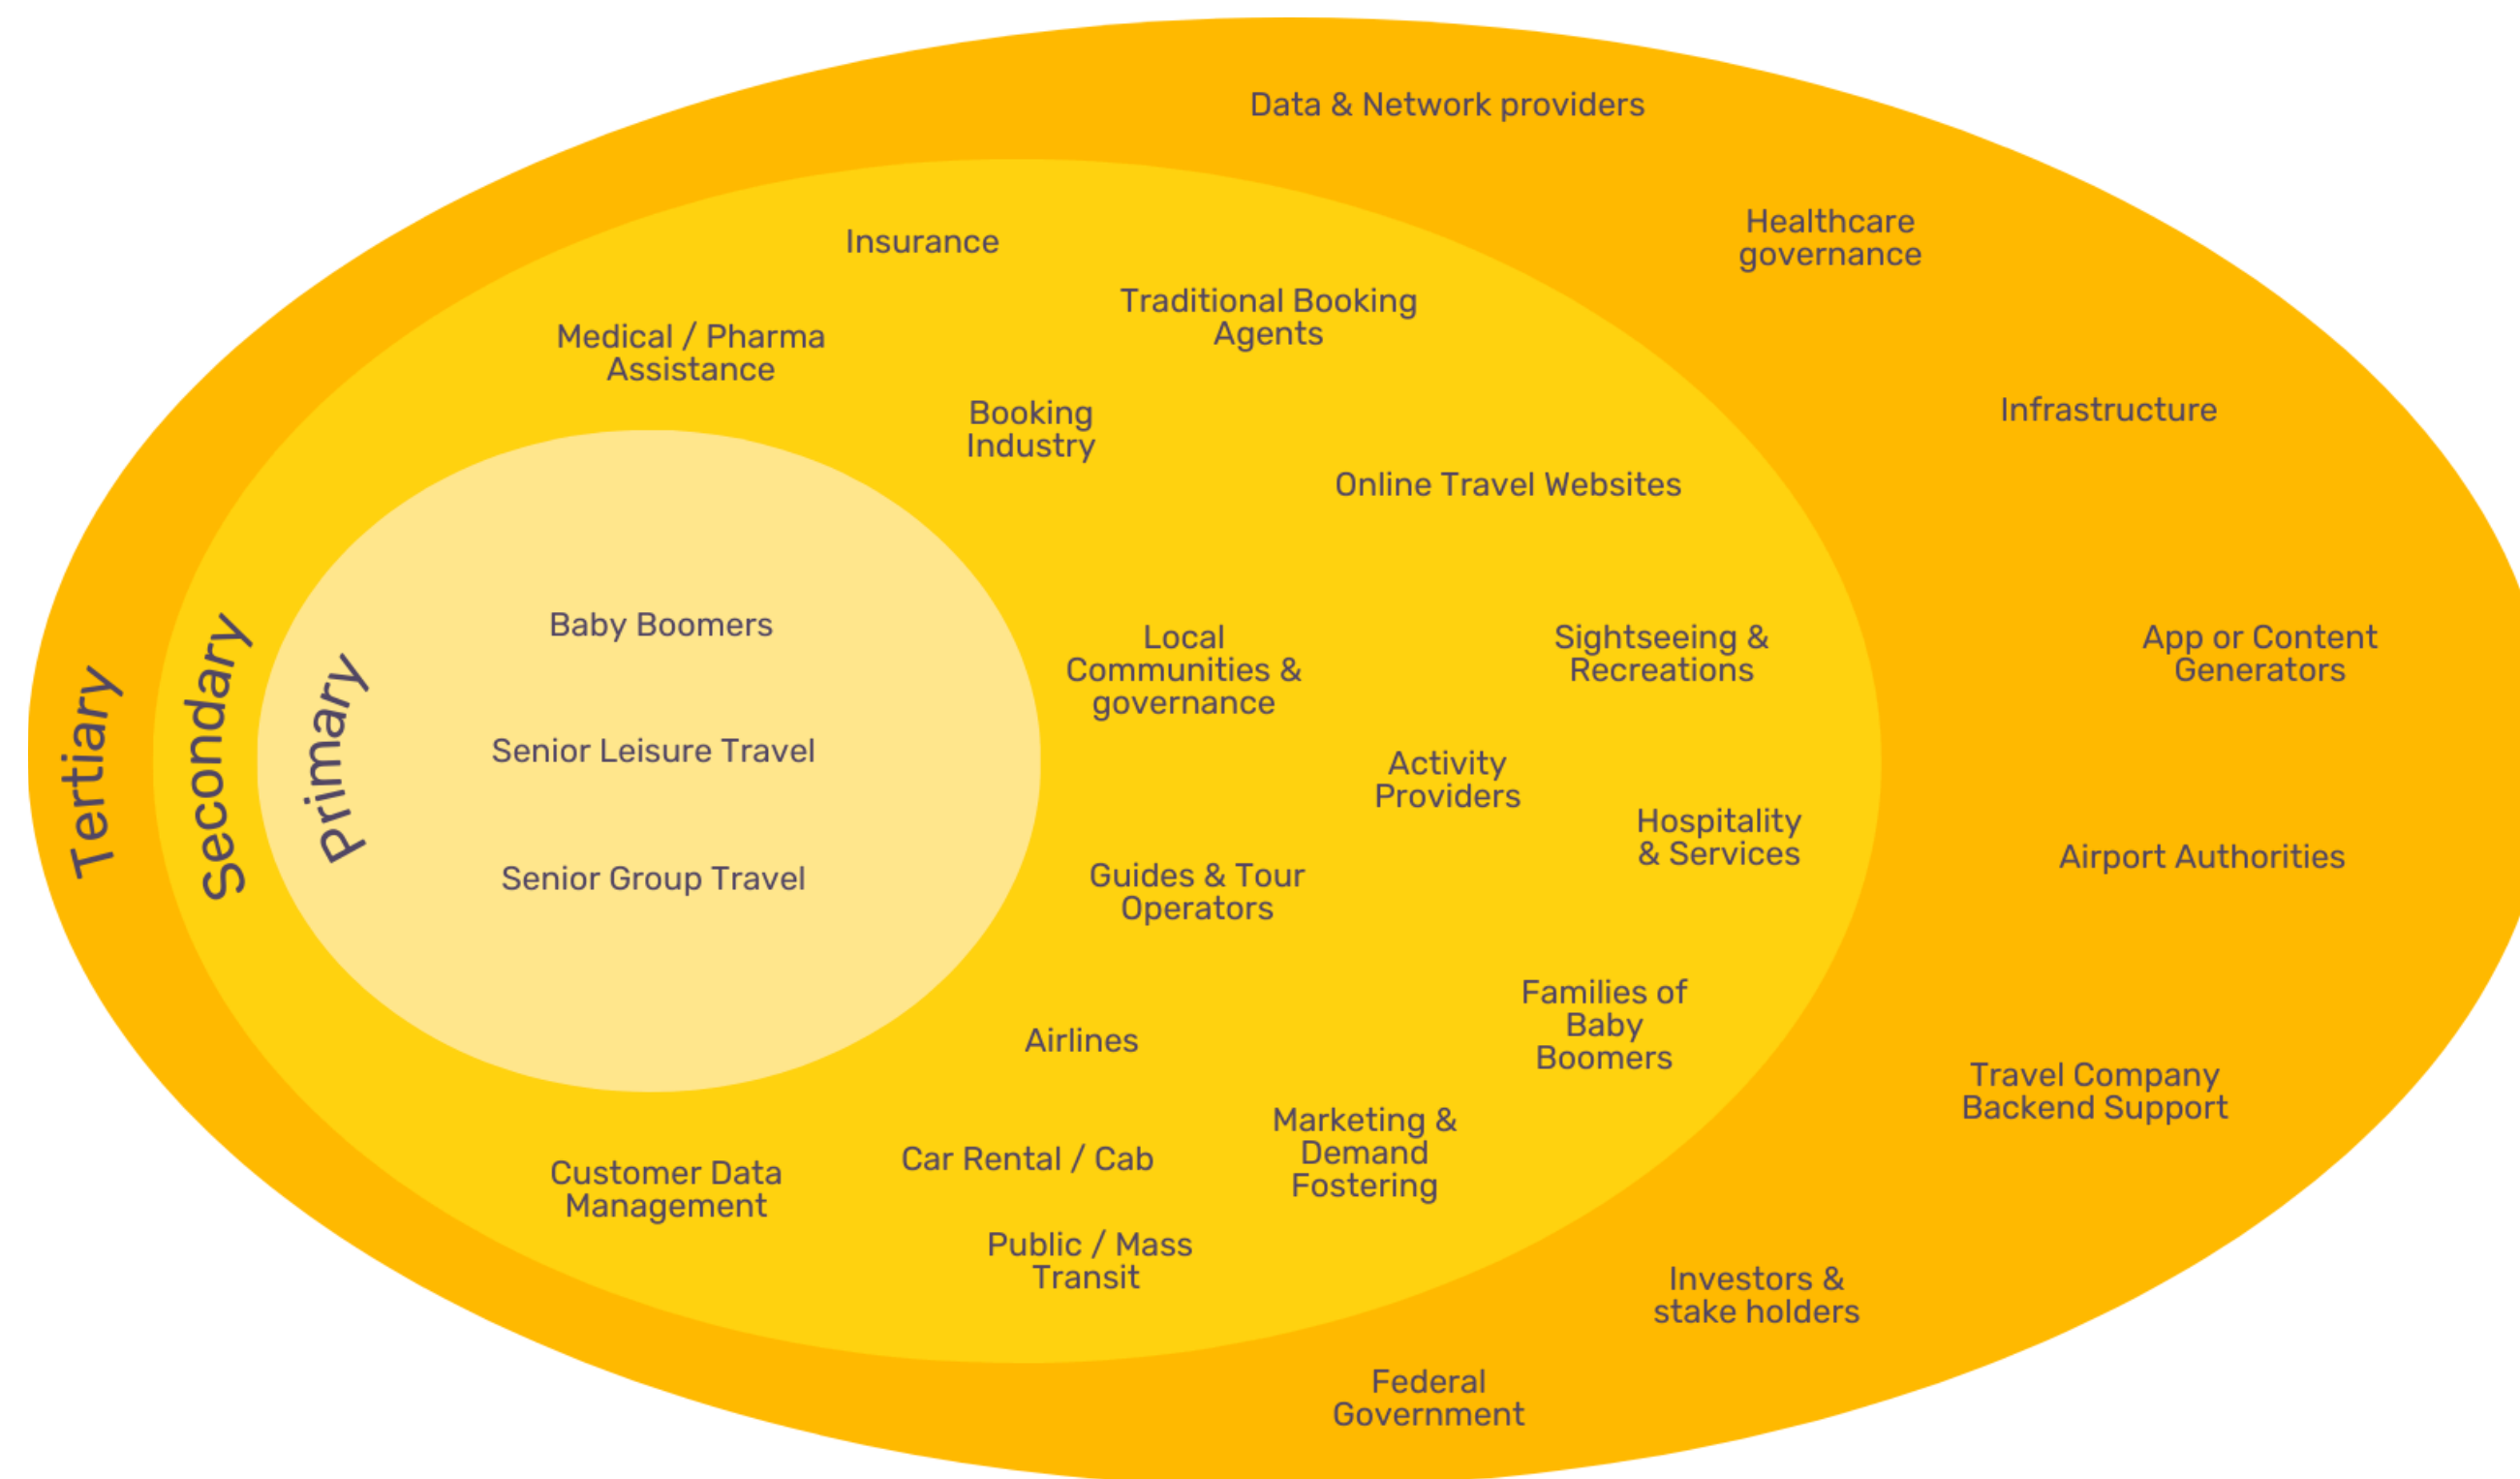 Data & Network providers
Healthcare
governance
Insurance
Traditional Booking
Agents
Medical / Pharma
Assistance
Booking
Industry
Infrastructure
Online Travel Websites
Baby Boomers
Local
Communities &
governance
Sightseeing &
Recreations
App or Content
Generators
Tertiary
Secondary
Primary
Senior Leisure Travel
Activity
Providers
Hospitality
& Services
Airport Authorities
Senior Group Travel
Guides & Tour
Operators
Families of
Baby
Boomers
Airlines
Travel Company
Backend Support
Marketing &
Demand
Fostering
Car Rental / Cab
Customer Data
Management
Public / Mass
Transit
Investors &
stake holders
Federal
Government